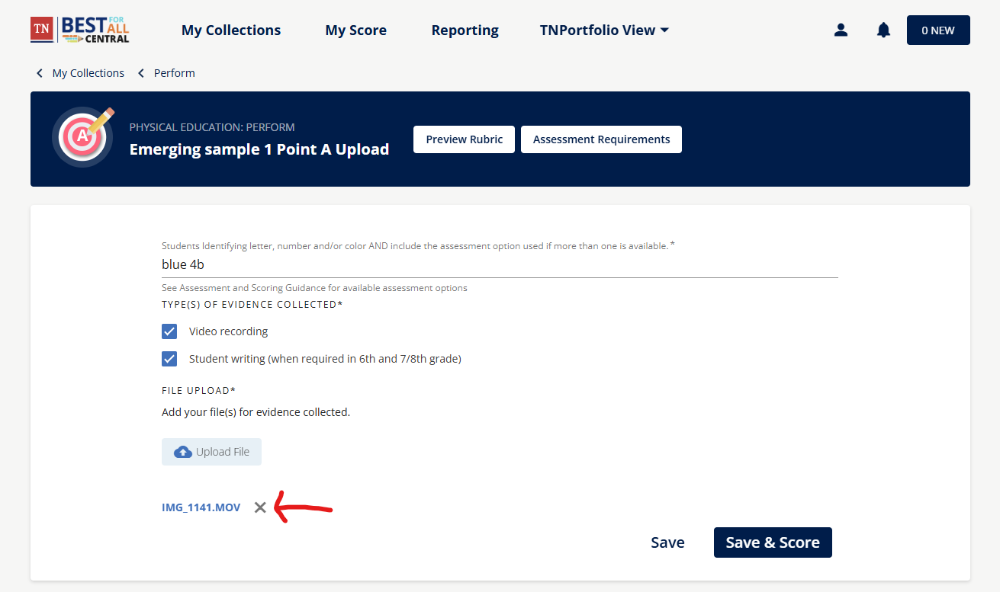 TN BEST FOR ALL CENTRAL
My Collections My Score Reporting TNPortfolio View 0 NEW
My Collections Perform
A
PHYSICAL EDUCATION: PERFORM
Emerging sample 1 Point A Upload
Preview Rubric Assessment Requirements
Students Identifying letter, number and/or color AND include the assessment option used if more than one is available. *
blue 4b
See Assessment and Scoring Guidance for available assessment options
TYPE(S) OF EVIDENCE COLLECTED*
Video recording
Student writing (when required in 6th and 7/8th grade)
FILE UPLOAD*
Add your file(s) for evidence collected.
Upload File
IMG_1141.MOV
Save Save & Score